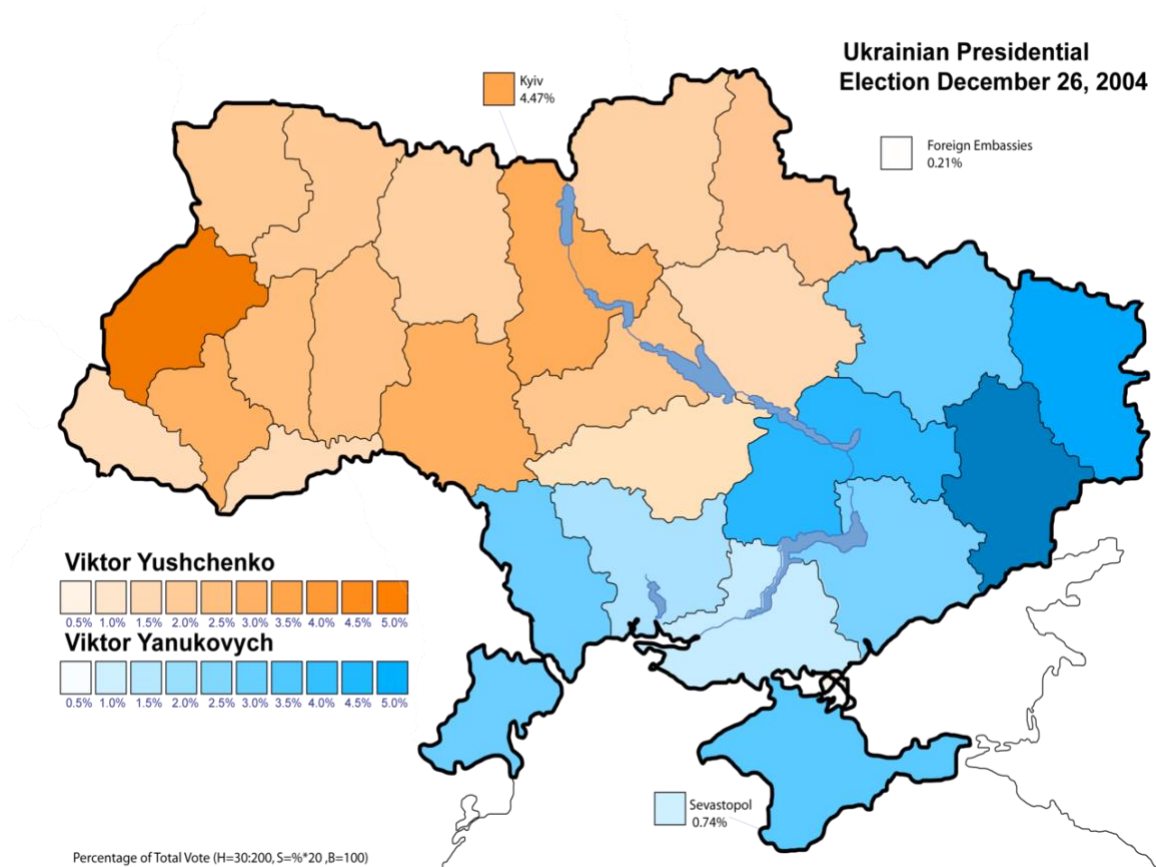 Ukrainian Presidential
Election December 26, 2004
Kyiv
4.47%
Foreign Embassies
0.21%
Viktor Yushchenko
0.5% 1.0% 1.5% 2.0% 2.5% 3.0% 3.5% 4.0% 4.5% 5.0%
Viktor Yanukovych
0.5% 1.0% 1.5% 2.0% 2.5% 3.0% 3.5% 4.0% 4.5% 5.0%
Sevastopol
0.74%
Percentage of Total Vote (H=30:200, S=%*20 ,B=100)